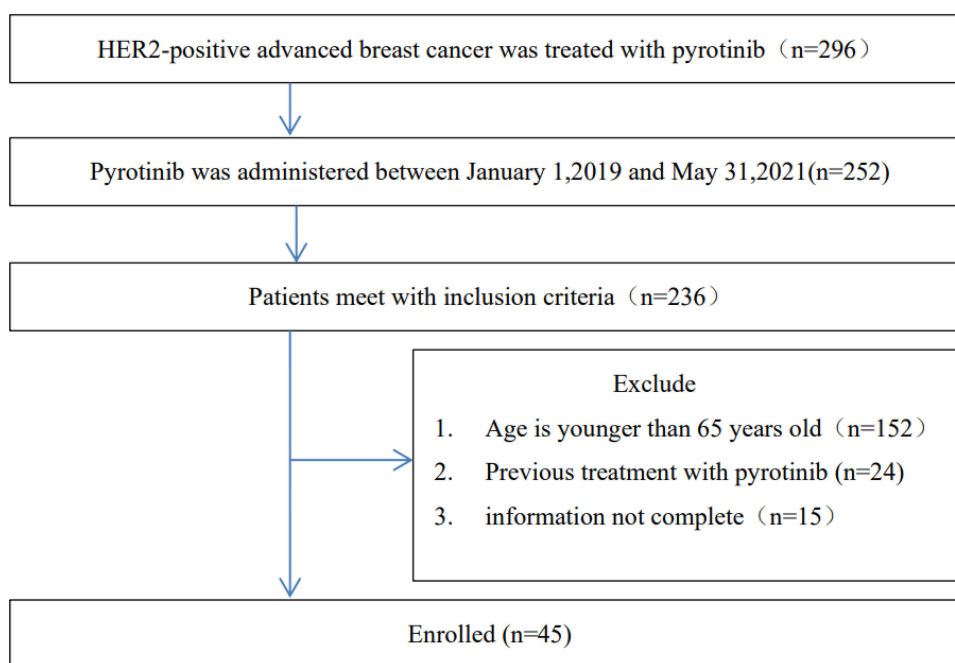 HER2-positive advanced breast cancer was treated with pyrotinib（n=296）
Pyrotinib was administered between January 1,2019 and May 31,2021(n=252)
Patients meet with inclusion criteria（n=236）
Exclude
1. Age is younger than 65 years old（n=152）
2. Previous treatment with pyrotinib (n=24)
3. information not complete（n=15）
Enrolled (n=45)